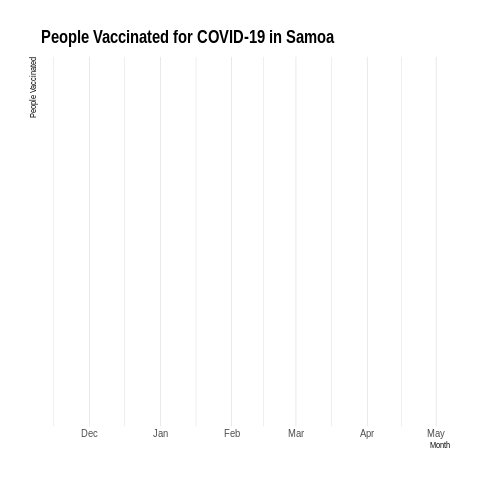 People Vaccinated for COVID-19 in Samoa
People Vaccinated
Dec Jan Feb Mar Apr May
Month